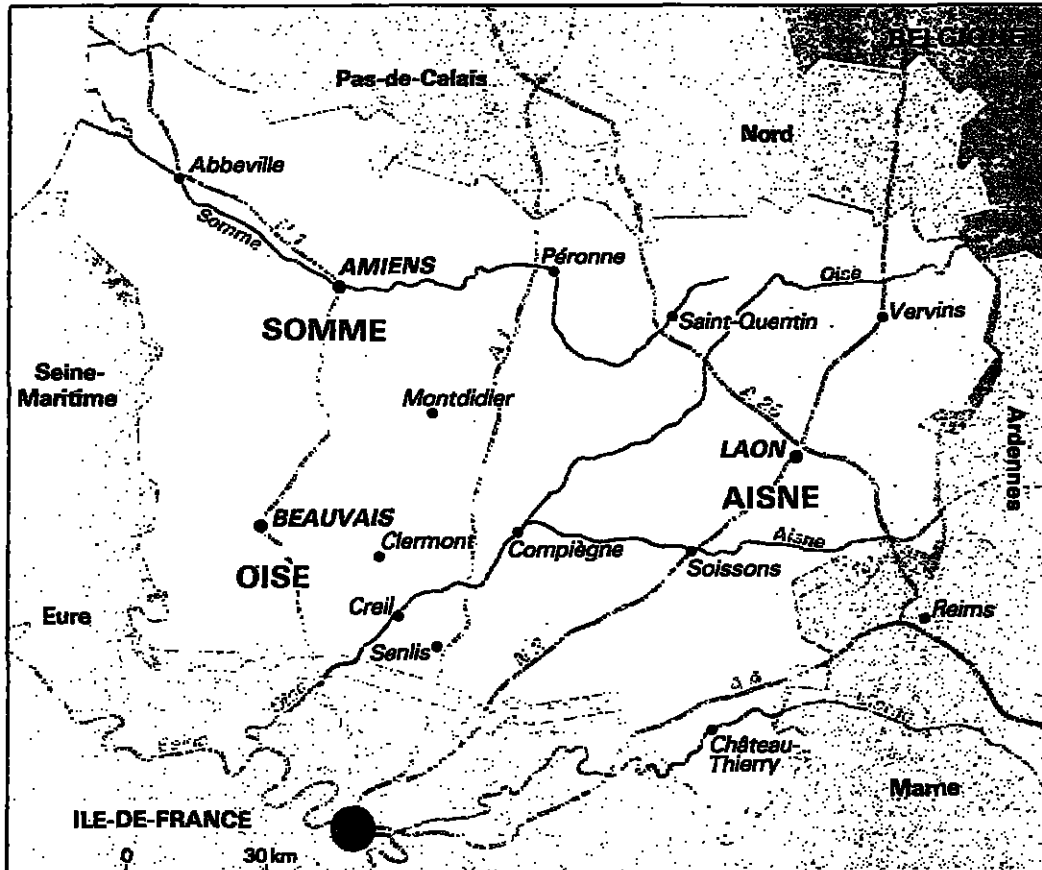 BELGIQUE
Pas-de-Calais
Nord
Abbeville
Somme
AMIENS
Péronne
Oise
SOMME
Saint-Quentin
Vervins
A 1
Seine-
Maritime
Montdidier
Ardennes
LAON
AISNE
BEAUVAIS
Clermont
Compiègne
Aisne
Soissons
OISE
Eure
Creil
Reims
Senlis
N 2
Château-
Thierry
Marne
ILE-DE-FRANCE
0 30 km